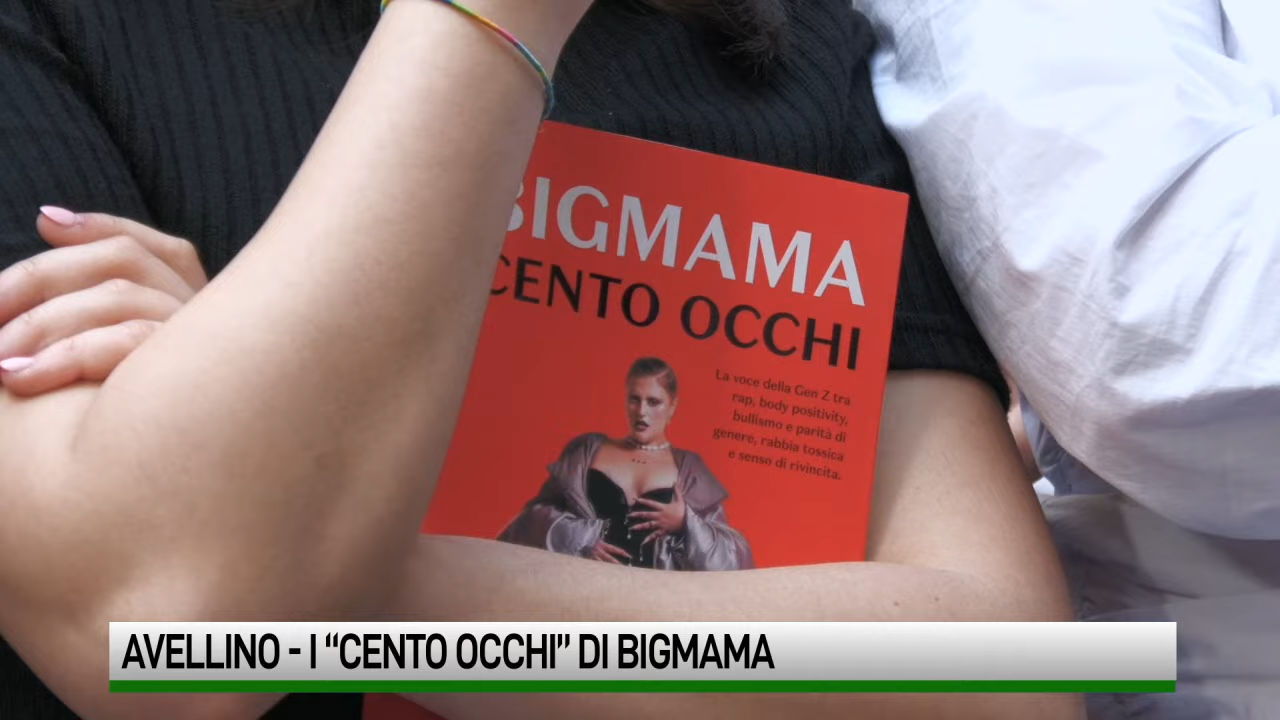 BIGMAMA
CENTO OCCHI
La voce della Gen Z tra
rap, body positivity,
bullismo e parità di
genere, rabbia tossica
e senso di rivincita.
AVELLINO - I “CENTO OCCHI” DI BIGMAMA